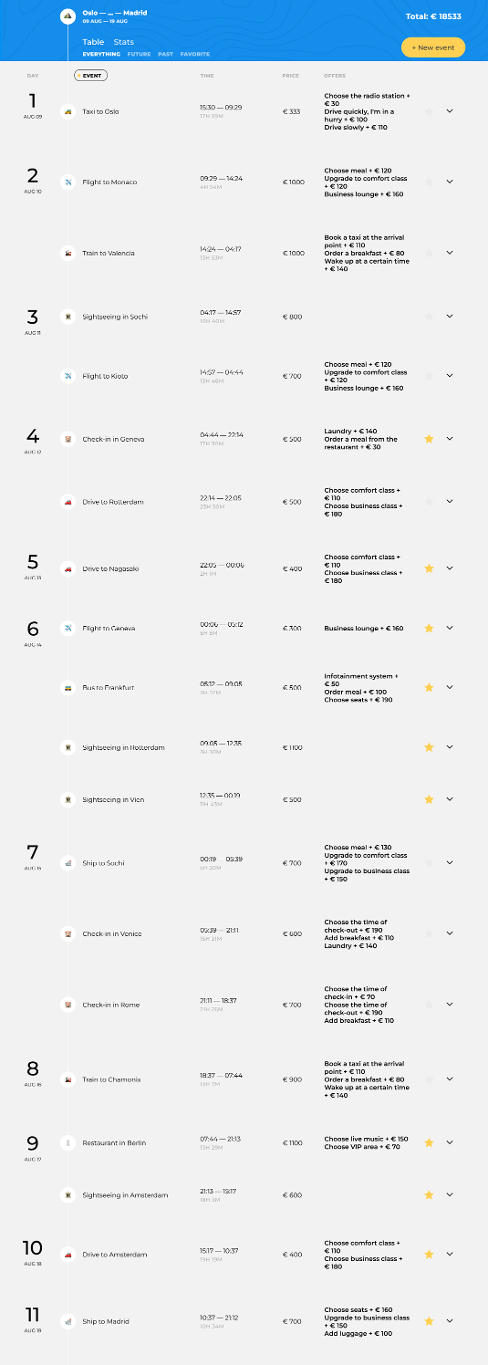 Oslo — ... — Madrid
09 AUG — 19 AUG
Total: € 18533
Table Stats
EVERYTHING FUTURE PAST FAVORITE
+ New event
DAY EVENT TIME PRICE OFFERS
1
AUG 09
Taxi to Oslo
15:30 — 09:29
17H 59M
€ 333
Choose the radio station +
€ 30
Drive quickly, I'm in a
hurry + € 100
Drive slowly + € 110
2
AUG 10
Flight to Monaco
09:29 — 14:24
4H 54M
€ 1000
Choose meal + € 120
Upgrade to comfort class
+ € 120
Business lounge + € 160
Train to Valencia
14:24 — 04:17
13H 53M
€ 1000
Book a taxi at the arrival
point + € 110
Order a breakfast + € 80
Wake up at a certain time
+ € 140
3
AUG 11
Sightseeing in Sochi
04:17 — 14:57
10H 40M
€ 800
Flight to Kioto
14:57 — 04:44
13H 46M
€ 700
Choose meal + € 120
Upgrade to comfort class
+ € 120
Business lounge + € 160
4
AUG 12
Check-in in Geneva
04:44 — 22:14
17H 30M
€ 500
Laundry + € 140
Order a meal from the
restaurant + € 30
Drive to Rotterdam
22:14 — 22:05
23H 50M
€ 500
Choose comfort class +
€ 110
Choose business class +
€ 180
5
AUG 13
Drive to Nagasaki
22:05 — 00:06
2H 1M
€ 400
Choose comfort class +
€ 110
Choose business class +
€ 180
6
AUG 14
Flight to Geneva
00:06 — 05:12
5H 5M
€ 300
Business lounge + € 160
Bus to Frankfurt
05:12 — 09:05
€ 500
Infotainment system +
€ 50
Order meal + € 100
Choose seats + € 190
Sightseeing in Rotterdam
09:05 — 12:35
3H 30M
€ 1100
Sightseeing in Vien
12:35 — 00:19
11H 43M
€ 500
7
AUG 15
Ship to Sochi
00:19 — 05:39
5H 20M
€ 700
Choose meal + € 130
Upgrade to comfort class
+ € 170
Upgrade to business class
+ € 150
Check-in in Venice
05:39 — 21:11
15H 31M
€ 600
Choose the time of
check-out + € 190
Add breakfast + € 110
Laundry + € 140
Check-in in Rome
21:11 — 18:37
21H 25M
€ 700
Choose the time of
check-in + € 70
Choose the time of
check-out + € 190
Add breakfast + € 110
8
AUG 16
Train to Chamonix
18:37 — 07:44
13H 7M
€ 900
Book a taxi at the arrival
point + € 110
Order a breakfast + € 80
Wake up at a certain time
+ € 140
9
AUG 17
Restaurant in Berlin
07:44 — 21:13
13H 29M
€ 1100
Choose live music + € 150
Choose VIP area + € 70
Sightseeing in Amsterdam
21:13 — 15:17
18H 3M
€ 600
10
AUG 18
Drive to Amsterdam
15:17 — 10:37
19H 19M
€ 400
Choose comfort class +
€ 110
Choose business class +
€ 180
11
AUG 19
Ship to Madrid
10:37 — 21:12
10H 34M
€ 700
Choose seats + € 160
Upgrade to business class
+ € 150
Add luggage + € 100